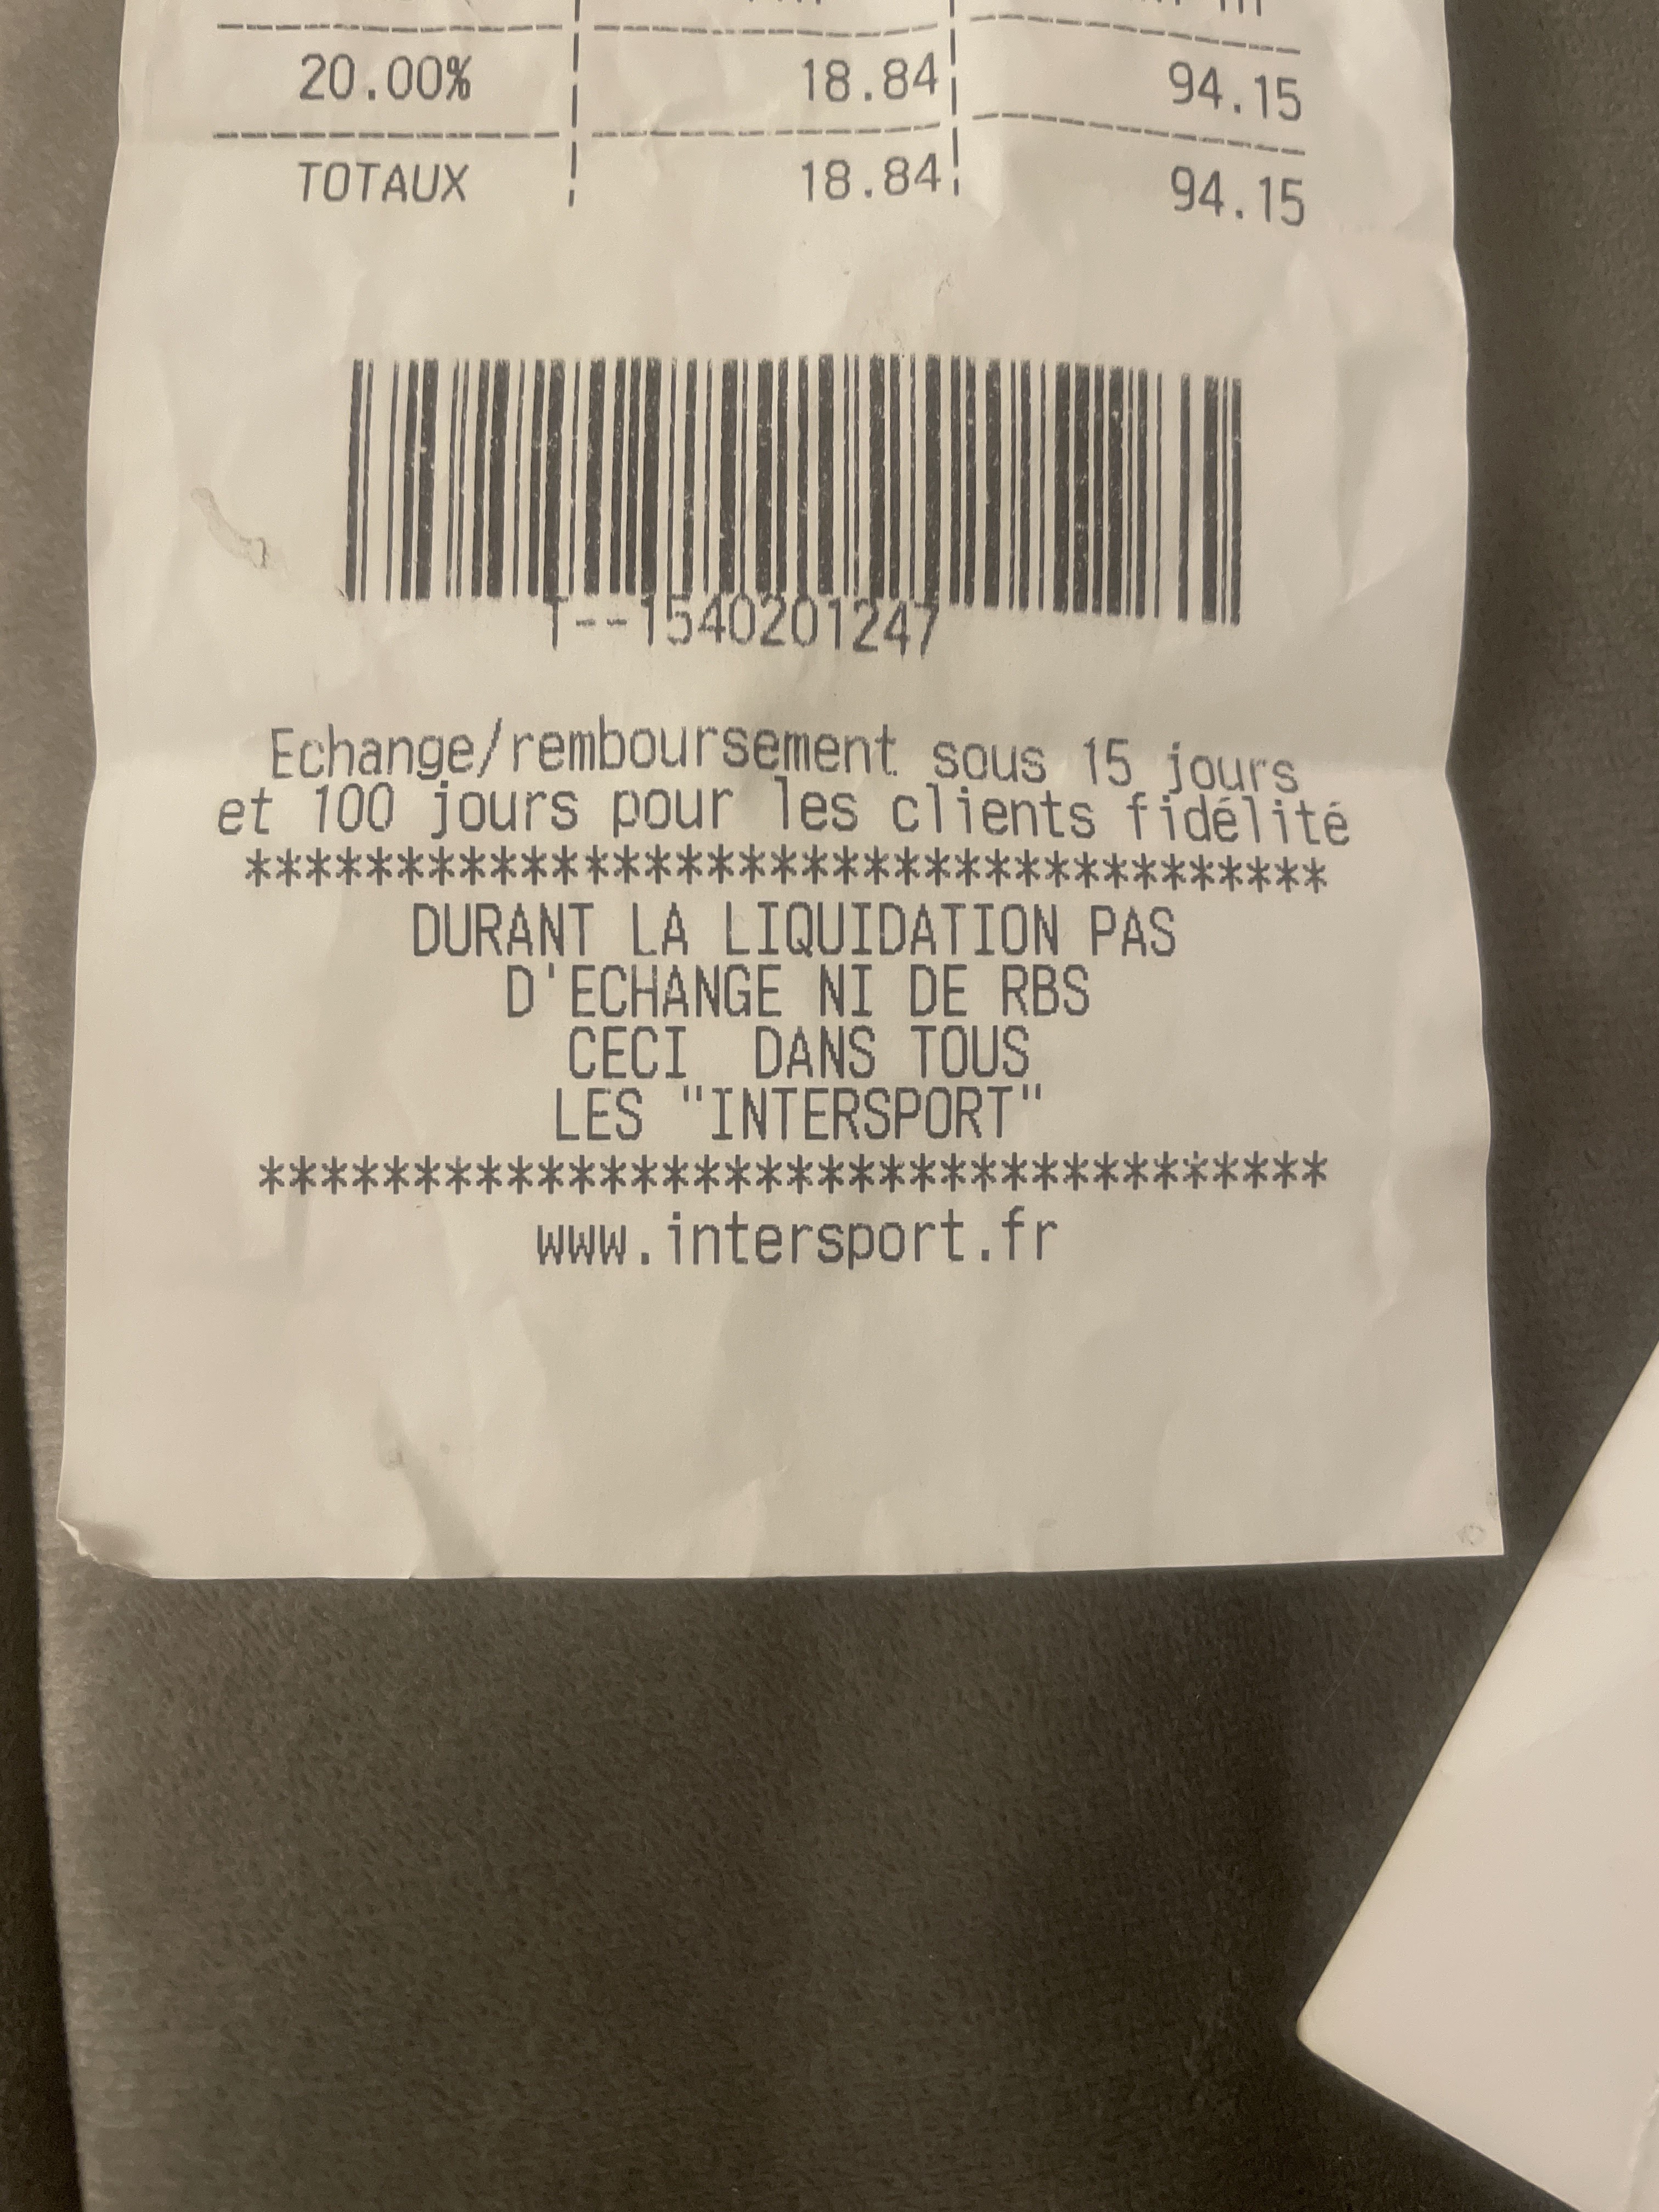 20.00% 18.84 94.15
TOTAUX 18.84 94.15
T--1540201247
Echange/remboursement sous 15 jours
et 100 jours pour les clients fidélité
***********************************
DURANT LA LIQUIDATION PAS
D'ECHANGE NI DE RBS
CECI  DANS TOUS
LES "INTERSPORT"
***********************************
www.intersport.fr